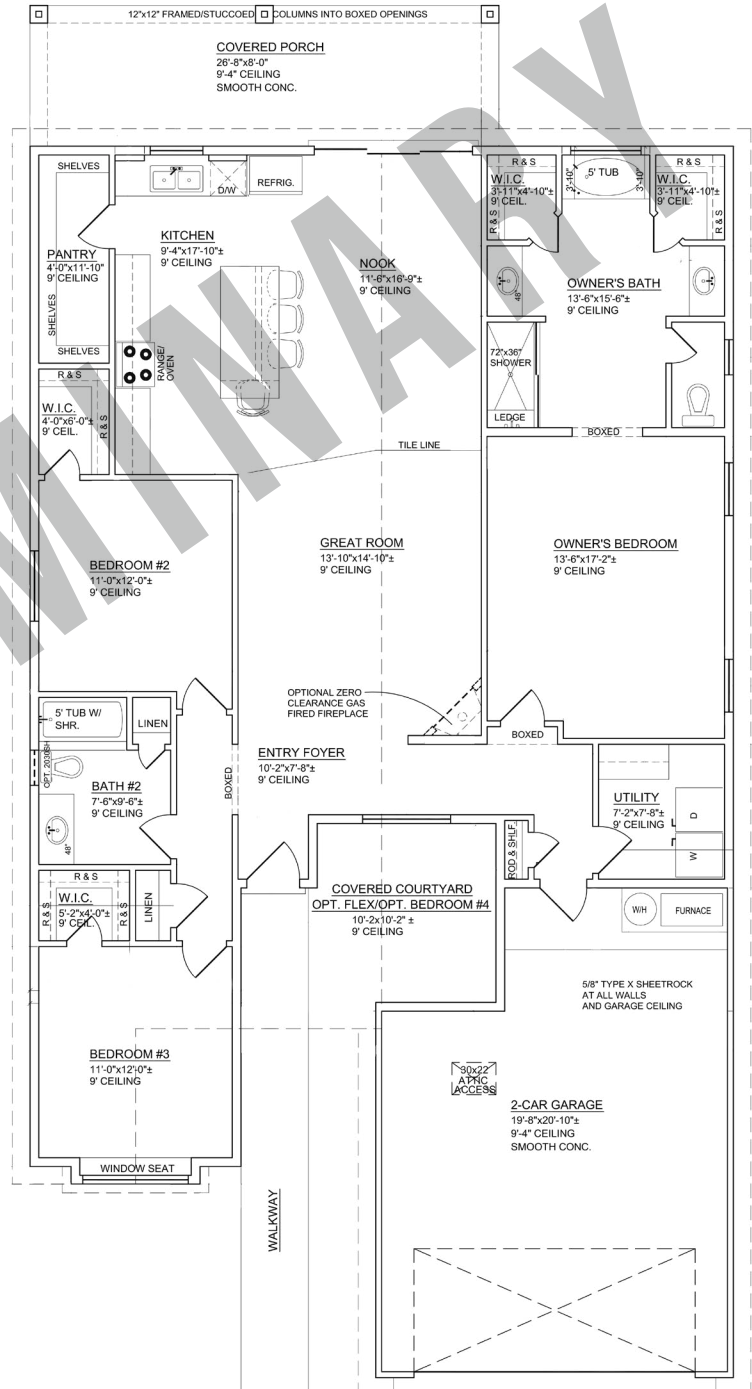 12"x12" FRAMED/STUCCOED COLUMNS INTO BOXED OPENINGS
COVERED PORCH
26'-8"x8'-0"
9'-4" CEILING
SMOOTH CONC.
MINARY
SHELVES
PANTRY
4'-0"x11'-10"
9' CEILING
SHELVES
SHELVES
D/W
REFRIG.
KITCHEN
9'-4"x17'-10"±
9' CEILING
RANGE/
OVEN
NOOK
11'-6"x16'-9"±
9' CEILING
R & S
W.I.C.
3'-11"x4'-10"±
9' CEIL.
R & S
3'-10"
5' TUB
3'-10"
R & S
W.I.C.
3'-11"x4'-10"±
9' CEIL.
R & S
48"
OWNER'S BATH
13'-6"x15'-6"±
9' CEILING
72"x36"
SHOWER
LEDGE
BOXED
R & S
W.I.C.
4'-0"x6'-0"±
9' CEIL.
R & S
TILE LINE
BEDROOM #2
11'-0"x12'-0"±
9' CEILING
GREAT ROOM
13'-10"x14'-10"±
9' CEILING
OWNER'S BEDROOM
13'-6"x17'-2"±
9' CEILING
OPTIONAL ZERO
CLEARANCE GAS
FIRED FIREPLACE
5' TUB W/
SHR.
LINEN
OPT. 2030SH
BATH #2
7'-6"x9'-6"±
9' CEILING
48"
BOXED
ENTRY FOYER
10'-2"x7'-8"±
9' CEILING
BOXED
UTILITY
7'-2"x7'-8"±
9' CEILING
D
W
R & S
W.I.C.
5'-2"x4'-0"±
9' CEIL.
R & S
R & S
LINEN
ROD & SHLF.
COVERED COURTYARD
OPT. FLEX/OPT. BEDROOM #4
10'-2x10'-2" ±
9' CEILING
W/H
FURNACE
5/8" TYPE X SHEETROCK
AT ALL WALLS
AND GARAGE CEILING
BEDROOM #3
11'-0"x12'-0"±
9' CEILING
WINDOW SEAT
30x22
ATTIC
ACCESS
2-CAR GARAGE
19'-8"x20'-10"±
9'-4" CEILING
SMOOTH CONC.
WALKWAY